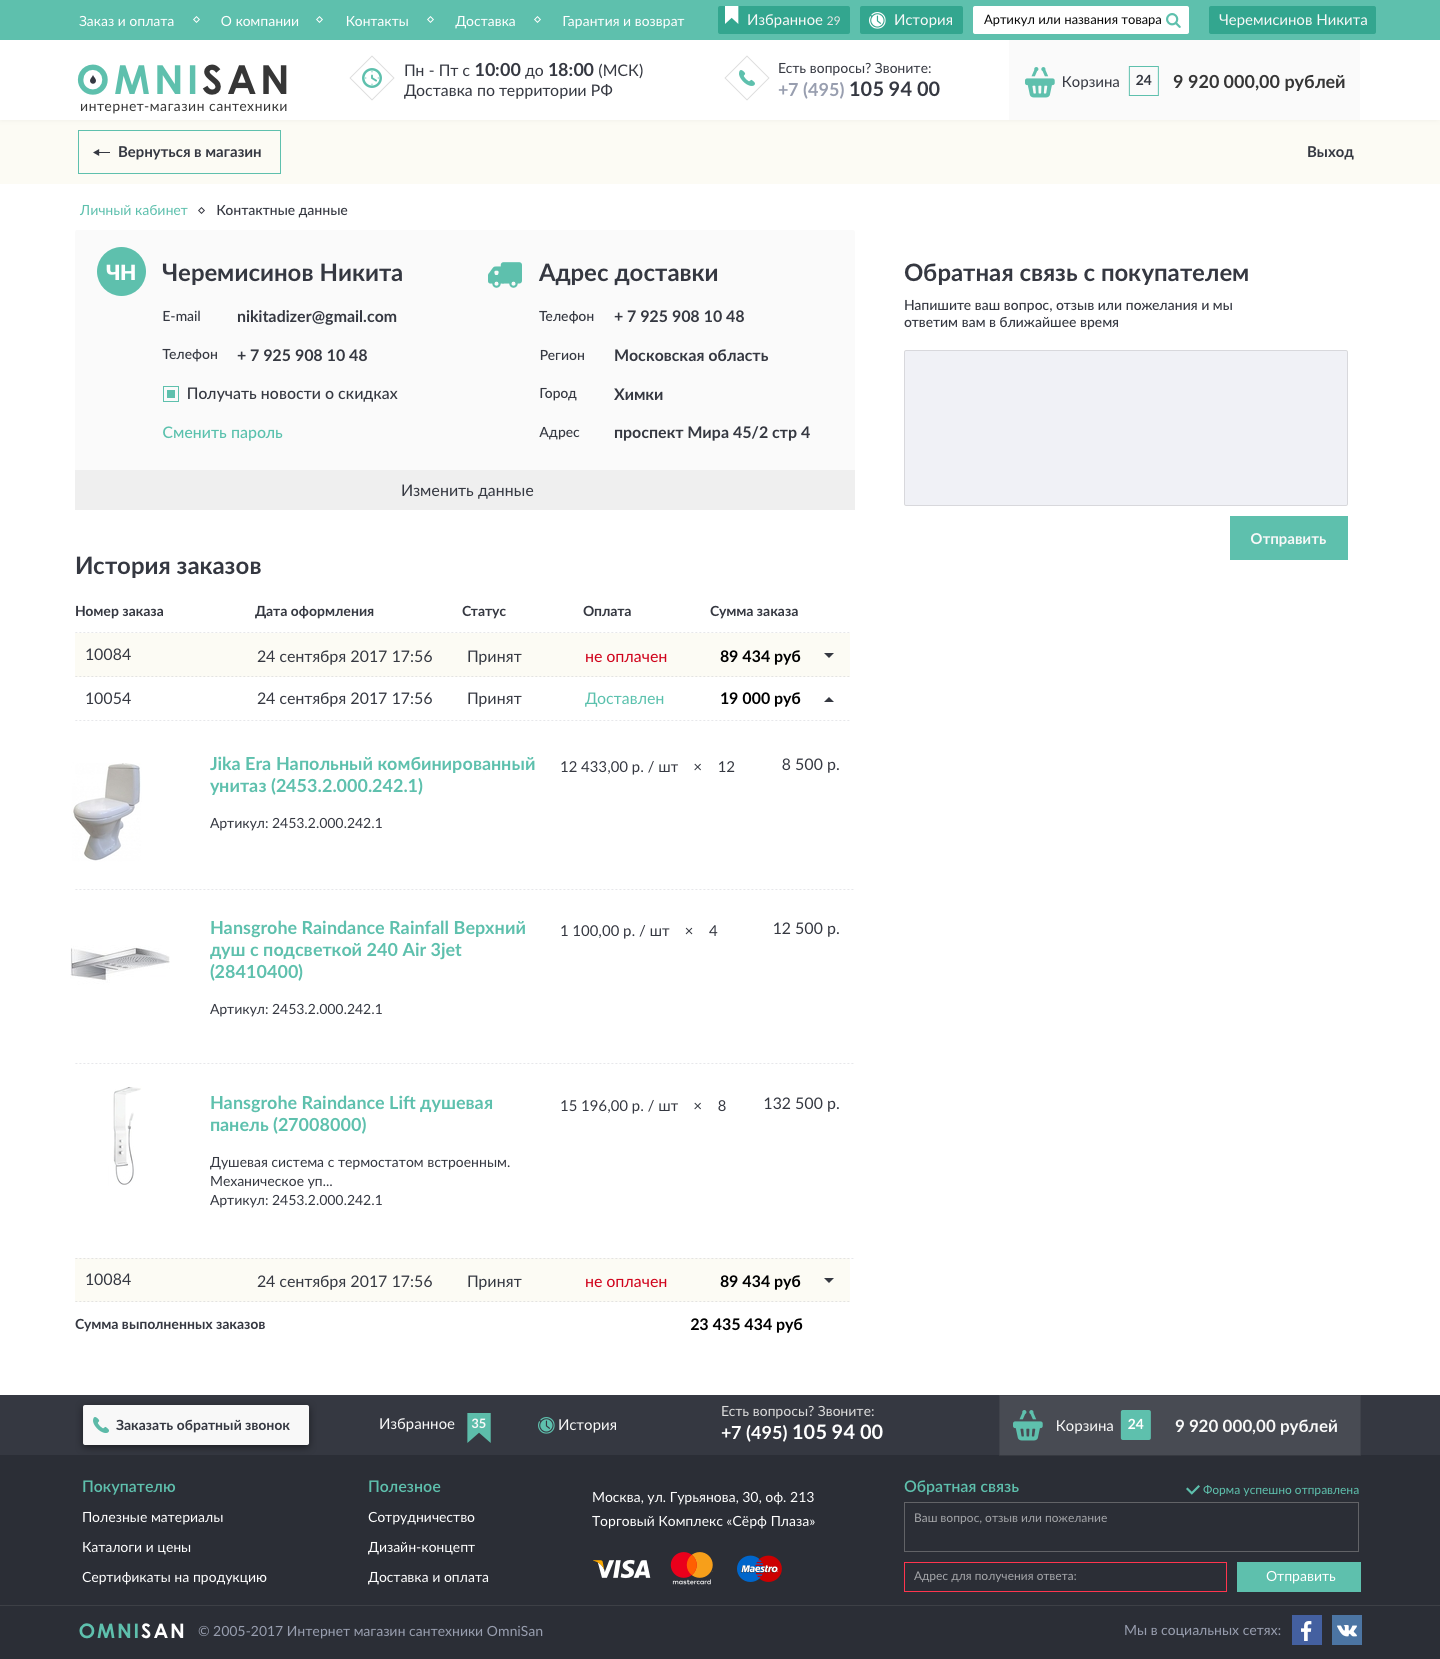 Заказ и оплата О компании Контакты Доставка Гарантия и возврат Избранное 29 История Артикул или названия товара Черемисинов Никита
OMNISAN
интернет-магазин сантехники
Пн - Пт с 10:00 до 18:00 (МСК)
Доставка по территории РФ
Есть вопросы? Звоните:
+7 (495) 105 94 00
Корзина 24 9 920 000,00 рублей
Вернуться в магазин Выход
Личный кабинет Контактные данные
ЧН Черемисинов Никита
E-mail nikitadizer@gmail.com
Телефон + 7 925 908 10 48
Получать новости о скидках
Сменить пароль
Адрес доставки
Телефон + 7 925 908 10 48
Регион Московская область
Город Химки
Адрес проспект Мира 45/2 стр 4
Изменить данные
Обратная связь с покупателем
Напишите ваш вопрос, отзыв или пожелания и мы
ответим вам в ближайшее время
Отправить
История заказов
Номер заказа Дата оформления Статус Оплата Сумма заказа
10084 24 сентября 2017 17:56 Принят не оплачен 89 434 руб
10054 24 сентября 2017 17:56 Принят Доставлен 19 000 руб
Jika Era Напольный комбинированный 12 433,00 р. / шт × 12 8 500 р.
унитаз (2453.2.000.242.1)
Артикул: 2453.2.000.242.1
Hansgrohe Raindance Rainfall Верхний 1 100,00 р. / шт × 4 12 500 р.
душ с подсветкой 240 Air 3jet
(28410400)
Артикул: 2453.2.000.242.1
Hansgrohe Raindance Lift душевая 15 196,00 р. / шт × 8 132 500 р.
панель (27008000)
Душевая система с термостатом встроенным.
Механическое уп...
Артикул: 2453.2.000.242.1
10084 24 сентября 2017 17:56 Принят не оплачен 89 434 руб
Сумма выполненных заказов 23 435 434 руб
Заказать обратный звонок Избранное 35 История
Есть вопросы? Звоните:
+7 (495) 105 94 00
Корзина 24 9 920 000,00 рублей
Покупателю
Полезные материалы
Каталоги и цены
Сертификаты на продукцию
Полезное
Сотрудничество
Дизайн-концепт
Доставка и оплата
Москва, ул. Гурьянова, 30, оф. 213
Торговый Комплекс «Сёрф Плаза»
VISA mastercard Maestro
Обратная связь Форма успешно отправлена
Ваш вопрос, отзыв или пожелание
Адрес для получения ответа: Отправить
OMNISAN © 2005-2017 Интернет магазин сантехники OmniSan Мы в социальных сетях: